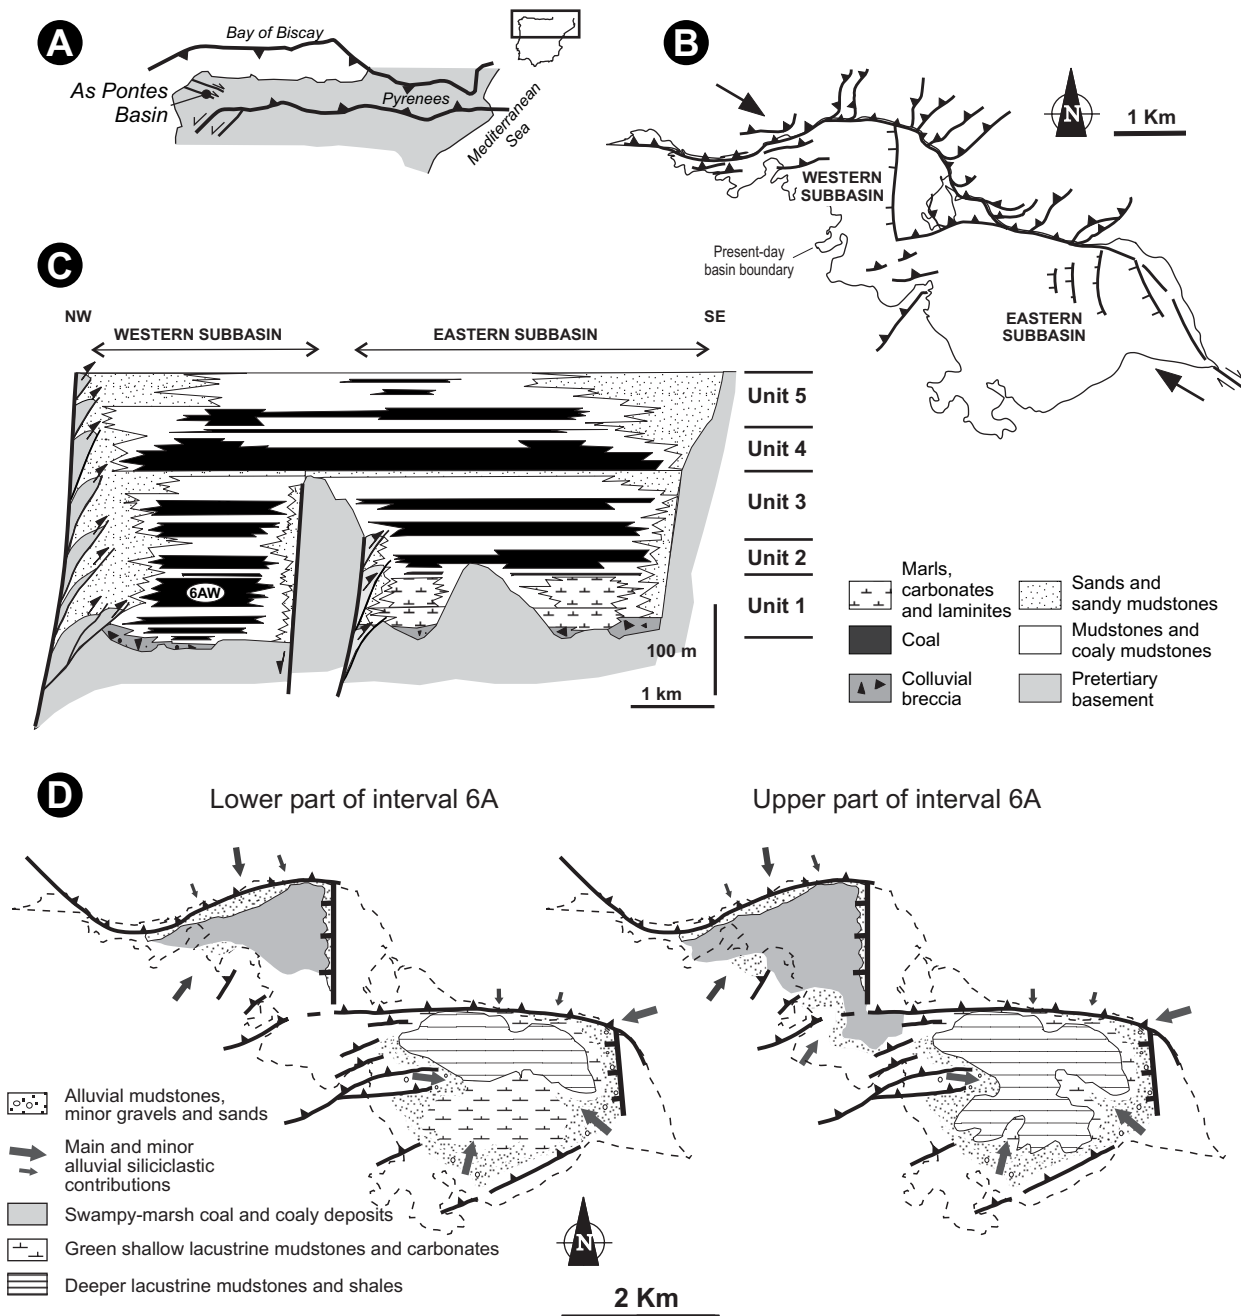 A
Bay of Biscay
As Pontes
Basin
Pyrenees
Mediterranean
Sea
B
N
1 Km
WESTERN
SUBBASIN
Present-day
basin boundary
EASTERN
SUBBASIN
C
NW
SE
WESTERN SUBBASIN
EASTERN SUBBASIN
Unit 5
Unit 4
Unit 3
Unit 2
Unit 1
6AW
100 m
1 km
Marls,
carbonates
and laminites
Coal
Colluvial
breccia
Sands and
sandy mudstones
Mudstones and
coaly mudstones
Pretertiary
basement
D
Lower part of interval 6A
Upper part of interval 6A
Alluvial mudstones,
minor gravels and sands
Main and minor
alluvial siliciclastic
contributions
Swampy-marsh coal and coaly deposits
Green shallow lacustrine mudstones and carbonates
Deeper lacustrine mudstones and shales
N
2 Km